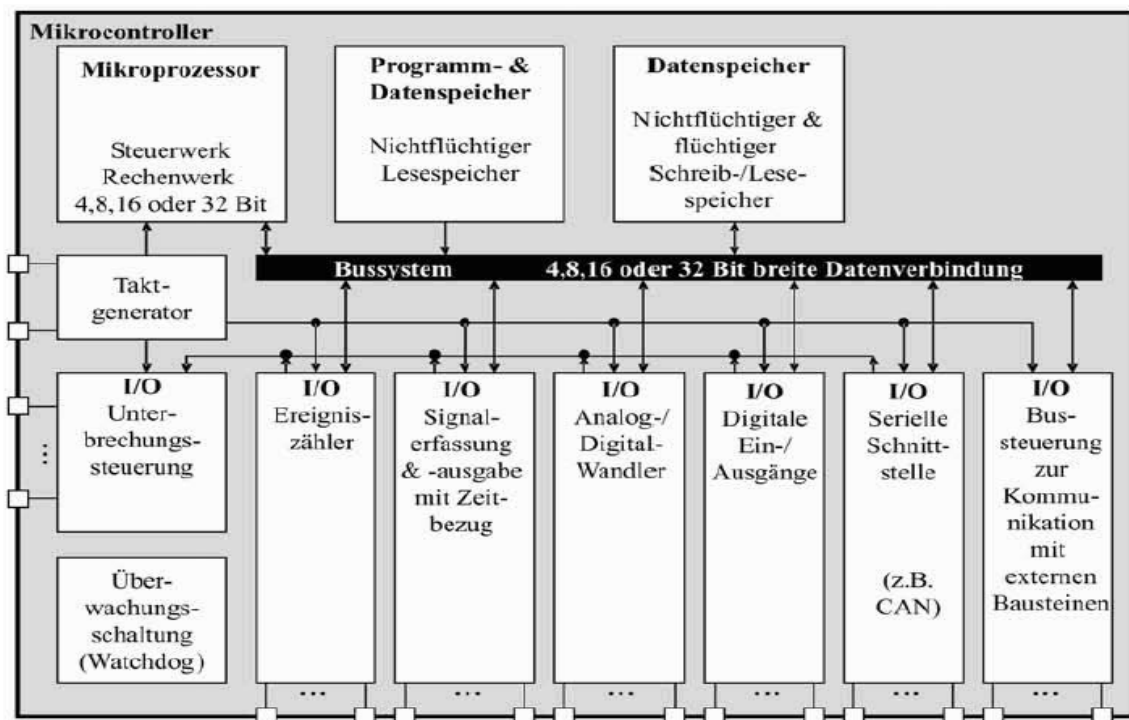 Mikrocontroller
Mikroprozessor
Steuerwerk
Rechenwerk
4,8,16 oder 32 Bit
Programm- &
Datenspeicher
Nichtflüchtiger
Lesespeicher
Datenspeicher
Nichtflüchtiger &
flüchtiger
Schreib-/Lese-
speicher
Bussystem 4,8,16 oder 32 Bit breite Datenverbindung
Takt-
generator
I/O
Unter-
brechungs-
steuerung
...
Über-
wachungs-
schaltung
(Watchdog)
I/O
Ereignis-
zähler
...
I/O
Signal-
erfassung
& -ausgabe
mit Zeit-
bezug
...
I/O
Analog-/
Digital-
Wandler
...
I/O
Digitale
Ein-/
Ausgänge
...
I/O
Serielle
Schnitt-
stelle
(z.B.
CAN)
...
I/O
Bus-
steuerung
zur
Kommu-
nikation
mit
externen
Bausteinen
...